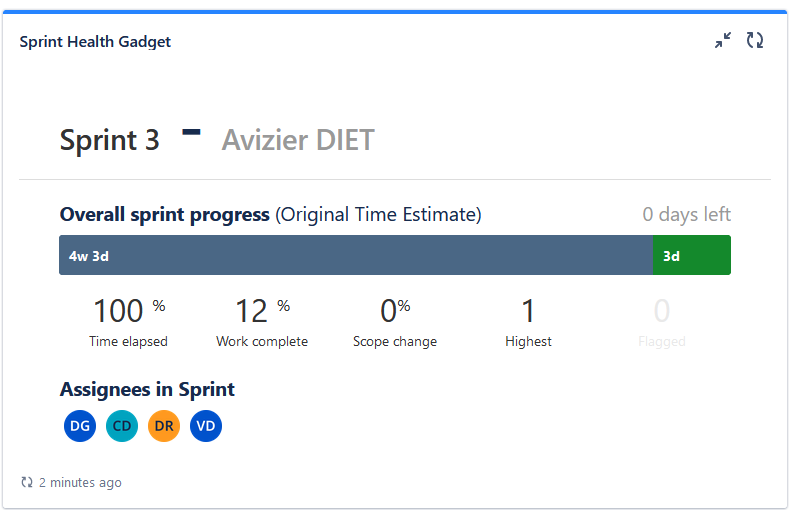 Sprint Health Gadget
Sprint 3 - Avizier DIET
Overall sprint progress (Original Time Estimate) 0 days left
4w 3d 3d
100 % 12 % 0% 1 0
Time elapsed Work complete Scope change Highest Flagged
Assignees in Sprint
DG CD DR VD
2 minutes ago